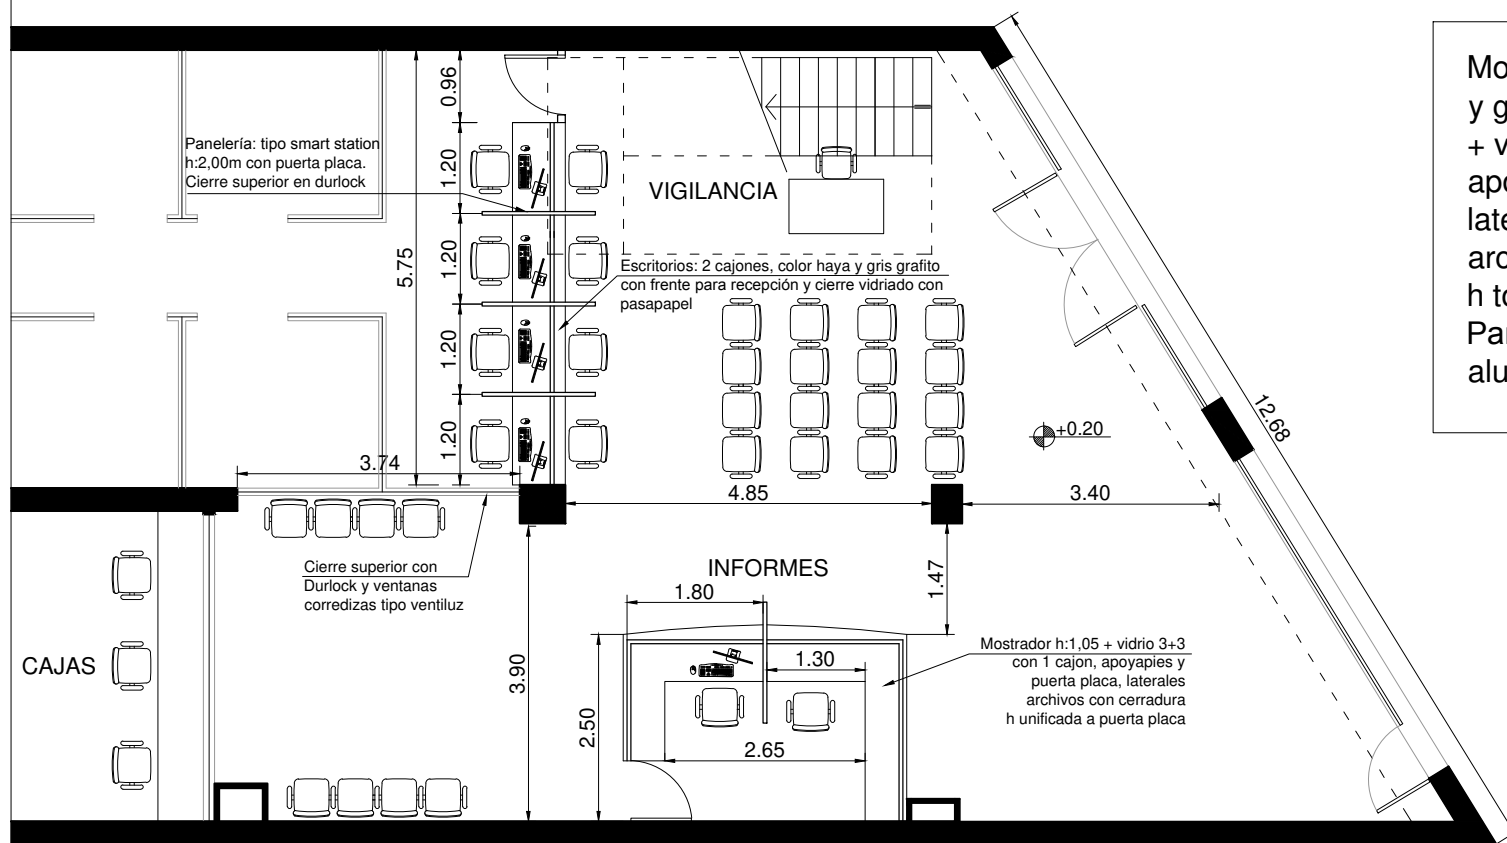 0.96
Panelería: tipo smart station
h:2,00m con puerta placa.
Cierre superior en durlock
1.20
VIGILANCIA
5.75
1.20
Escritorios: 2 cajones, color haya y gris grafito
con frente para recepción y cierre vidriado con
pasapapel
1.20
1.20
3.74
4.85
3.40
+0.20
12.68
Cierre superior con
Durlock y ventanas
corredizas tipo ventiluz
INFORMES
1.80
1.47
CAJAS
3.90
2.50
1.30
2.65
Mostrador h:1,05 + vidrio 3+3
con 1 cajon, apoyapies y
puerta placa, laterales
archivos con cerradura
h unificada a puerta placa
Mo
y g
+ v
apo
late
arc
h to
Par
alu